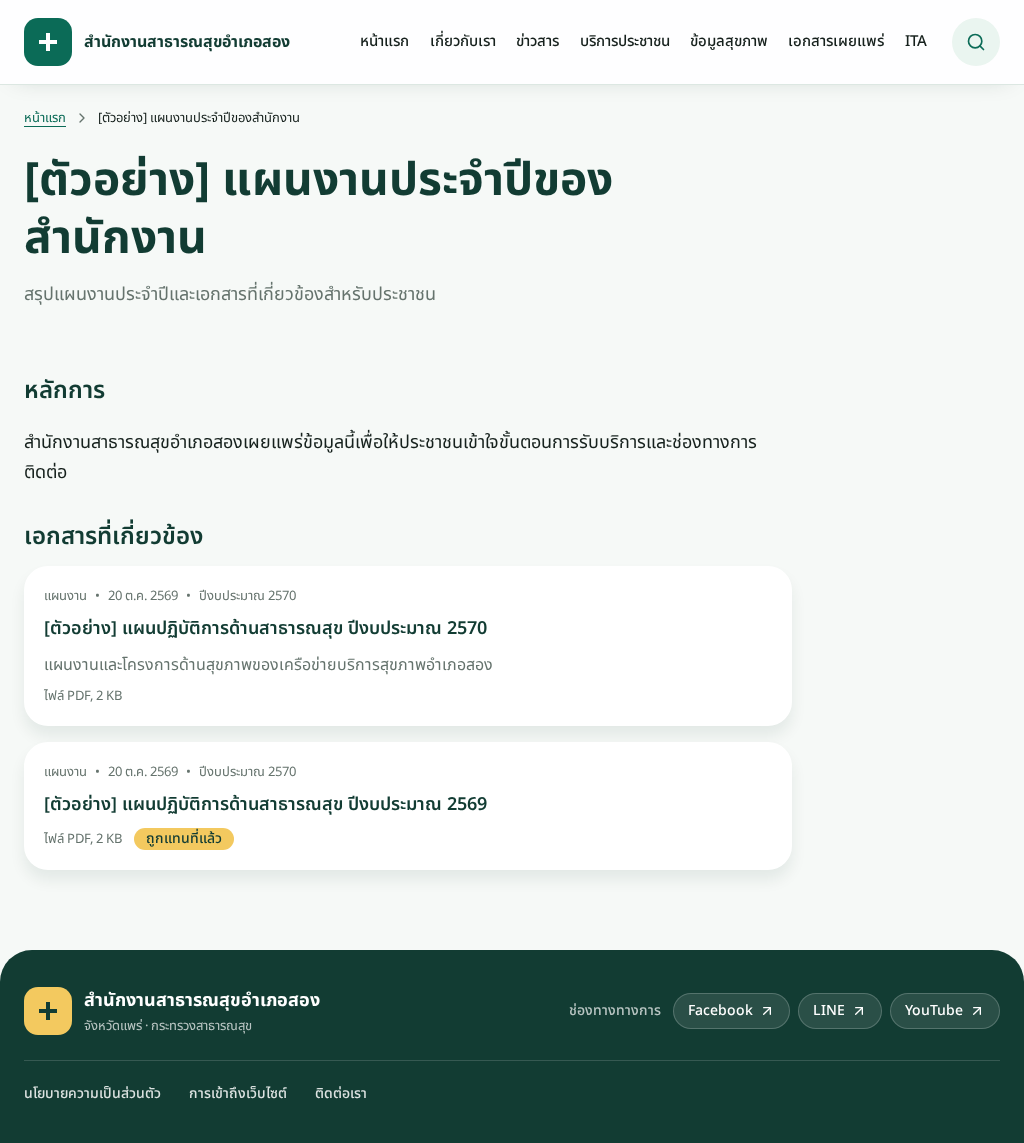 สำนักงานสาธารณสุขอำเภอสอง
หน้าแรก เกี่ยวกับเรา ข่าวสาร บริการประชาชน ข้อมูลสุขภาพ เอกสารเผยแพร่ ITA
หน้าแรก [ตัวอย่าง] แผนงานประจำปีของสำนักงาน
[ตัวอย่าง] แผนงานประจำปีของ
สำนักงาน
สรุปแผนงานประจำปีและเอกสารที่เกี่ยวข้องสำหรับประชาชน
หลักการ
สำนักงานสาธารณสุขอำเภอสองเผยแพร่ข้อมูลนี้เพื่อให้ประชาชนเข้าใจขั้นตอนการรับบริการและช่องทางการ
ติดต่อ
เอกสารที่เกี่ยวข้อง
แผนงาน • 20 ต.ค. 2569 • ปีงบประมาณ 2570
[ตัวอย่าง] แผนปฏิบัติการด้านสาธารณสุข ปีงบประมาณ 2570
แผนงานและโครงการด้านสุขภาพของเครือข่ายบริการสุขภาพอำเภอสอง
ไฟล์ PDF, 2 KB
แผนงาน • 20 ต.ค. 2569 • ปีงบประมาณ 2570
[ตัวอย่าง] แผนปฏิบัติการด้านสาธารณสุข ปีงบประมาณ 2569
ไฟล์ PDF, 2 KB ถูกแทนที่แล้ว
สำนักงานสาธารณสุขอำเภอสอง
จังหวัดแพร่ · กระทรวงสาธารณสุข
ช่องทางทางการ Facebook LINE YouTube
นโยบายความเป็นส่วนตัว การเข้าถึงเว็บไซต์ ติดต่อเรา